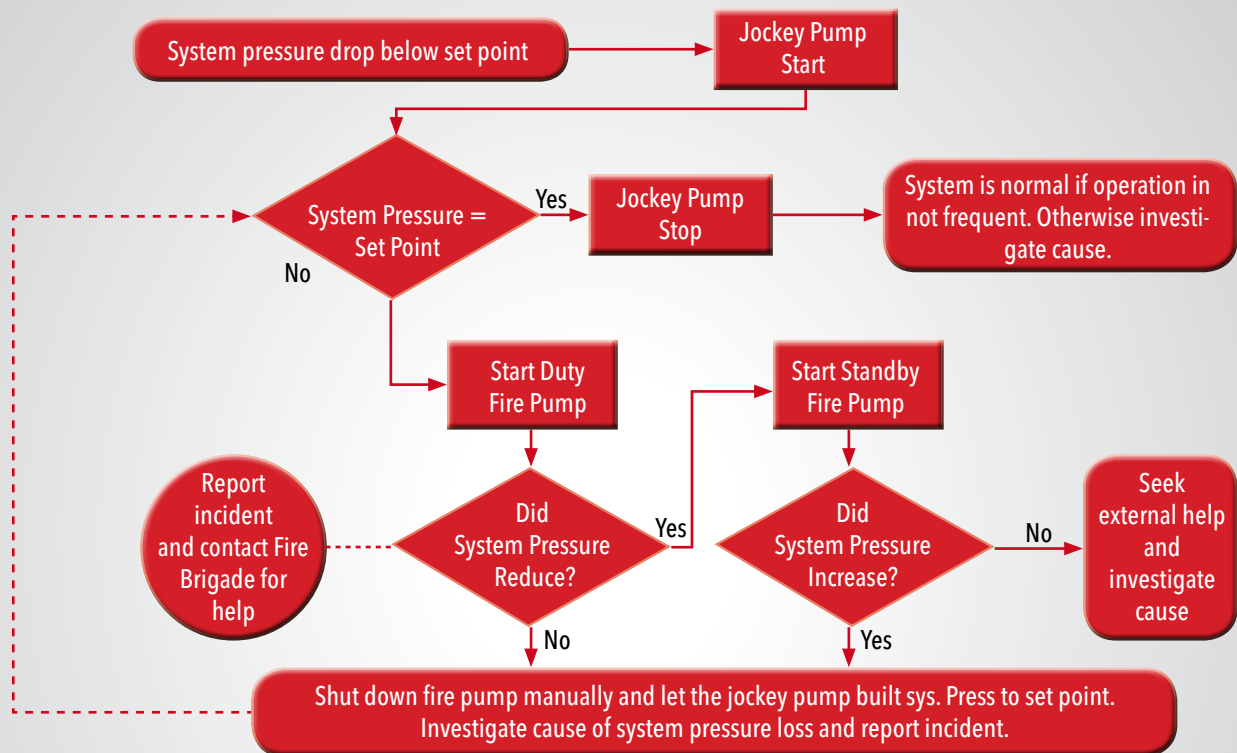 System pressure drop below set point
Jockey Pump
Start
System Pressure =
Set Point
Yes
No
Jockey Pump
Stop
System is normal if operation in
not frequent. Otherwise investi-
gate cause.
Start Duty
Fire Pump
Start Standby
Fire Pump
Report
incident
and contact Fire
Brigade for
help
Did
System Pressure
Reduce?
Yes
No
Did
System Pressure
Increase?
No
Yes
Seek
external help
and
investigate
cause
Shut down fire pump manually and let the jockey pump built sys. Press to set point.
Investigate cause of system pressure loss and report incident.